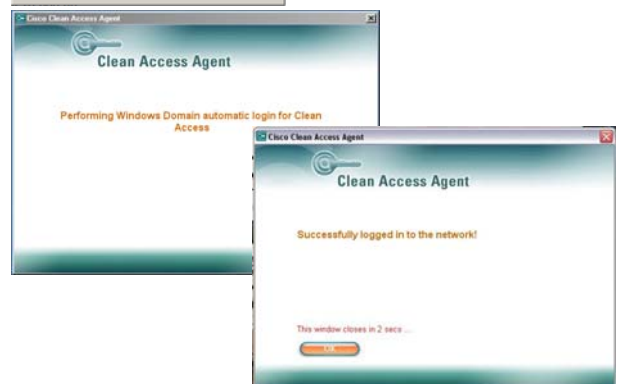 Cisco Clean Access Agent
Clean Access Agent
Performing Windows Domain automatic login for Clean
Access
Cisco Clean Access Agent
Clean Access Agent
Successfully logged in to the network!
This window closes in 2 secs ...
OK